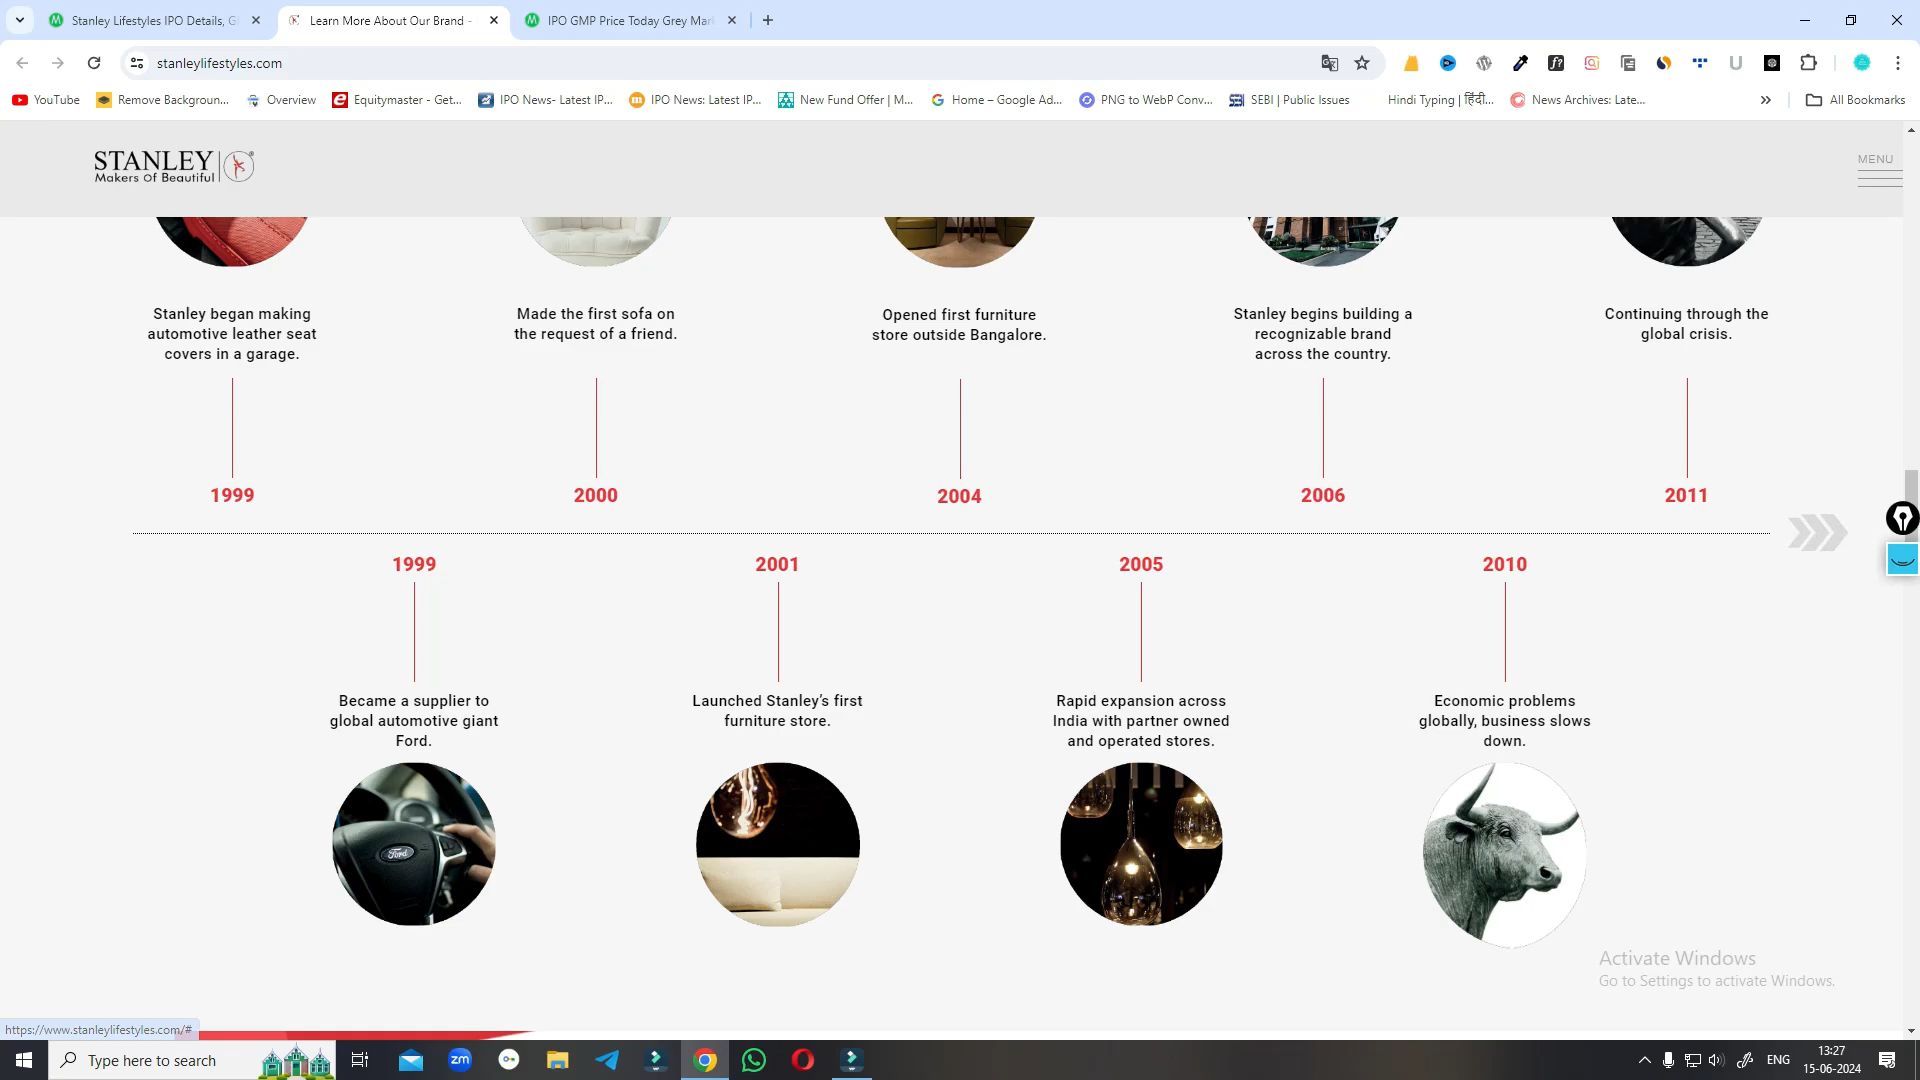 Stanley Lifestyles IPO Details, G
Learn More About Our Brand -
IPO GMP Price Today Grey Mar
stanleylifestyles.com
YouTube
Remove Backgroun...
Overview
Equitymaster - Get...
IPO News- Latest IP...
IPO News: Latest IP...
New Fund Offer | M...
Home – Google Ad...
PNG to WebP Conv...
SEBI | Public Issues
Hindi Typing | हिंदी...
News Archives: Late...
All Bookmarks
STANLEY
Makers Of Beautiful
MENU
Stanley began making
automotive leather seat
covers in a garage.
Made the first sofa on
the request of a friend.
Opened first furniture
store outside Bangalore.
Stanley begins building a
recognizable brand
across the country.
Continuing through the
global crisis.
1999
2000
2004
2006
2011
1999
2001
2005
2010
Became a supplier to
global automotive giant
Ford.
Launched Stanley’s first
furniture store.
Rapid expansion across
India with partner owned
and operated stores.
Economic problems
globally, business slows
down.
Ford
Activate Windows
Go to Settings to activate Windows.
https://www.stanleylifestyles.com/#
Type here to search
zm
ENG
13:27
15-06-2024